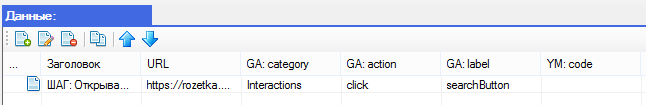 Данные:
... Заголовок URL GA: category GA: action GA: label YM: code
ШАГ: Открыва... https://rozetka.... Interactions click searchButton